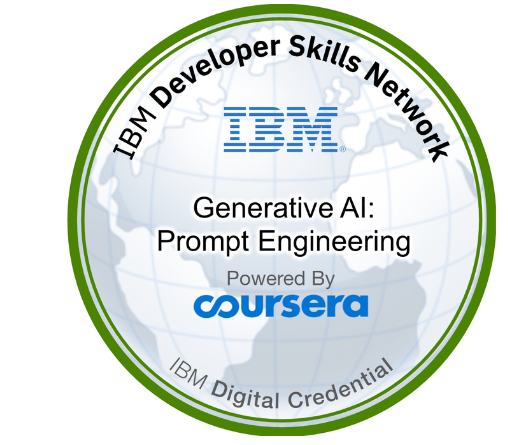 IBM Developer Skills Network
IBM®
Generative AI:
Prompt Engineering
Powered By
coursera
IBM Digital Credential